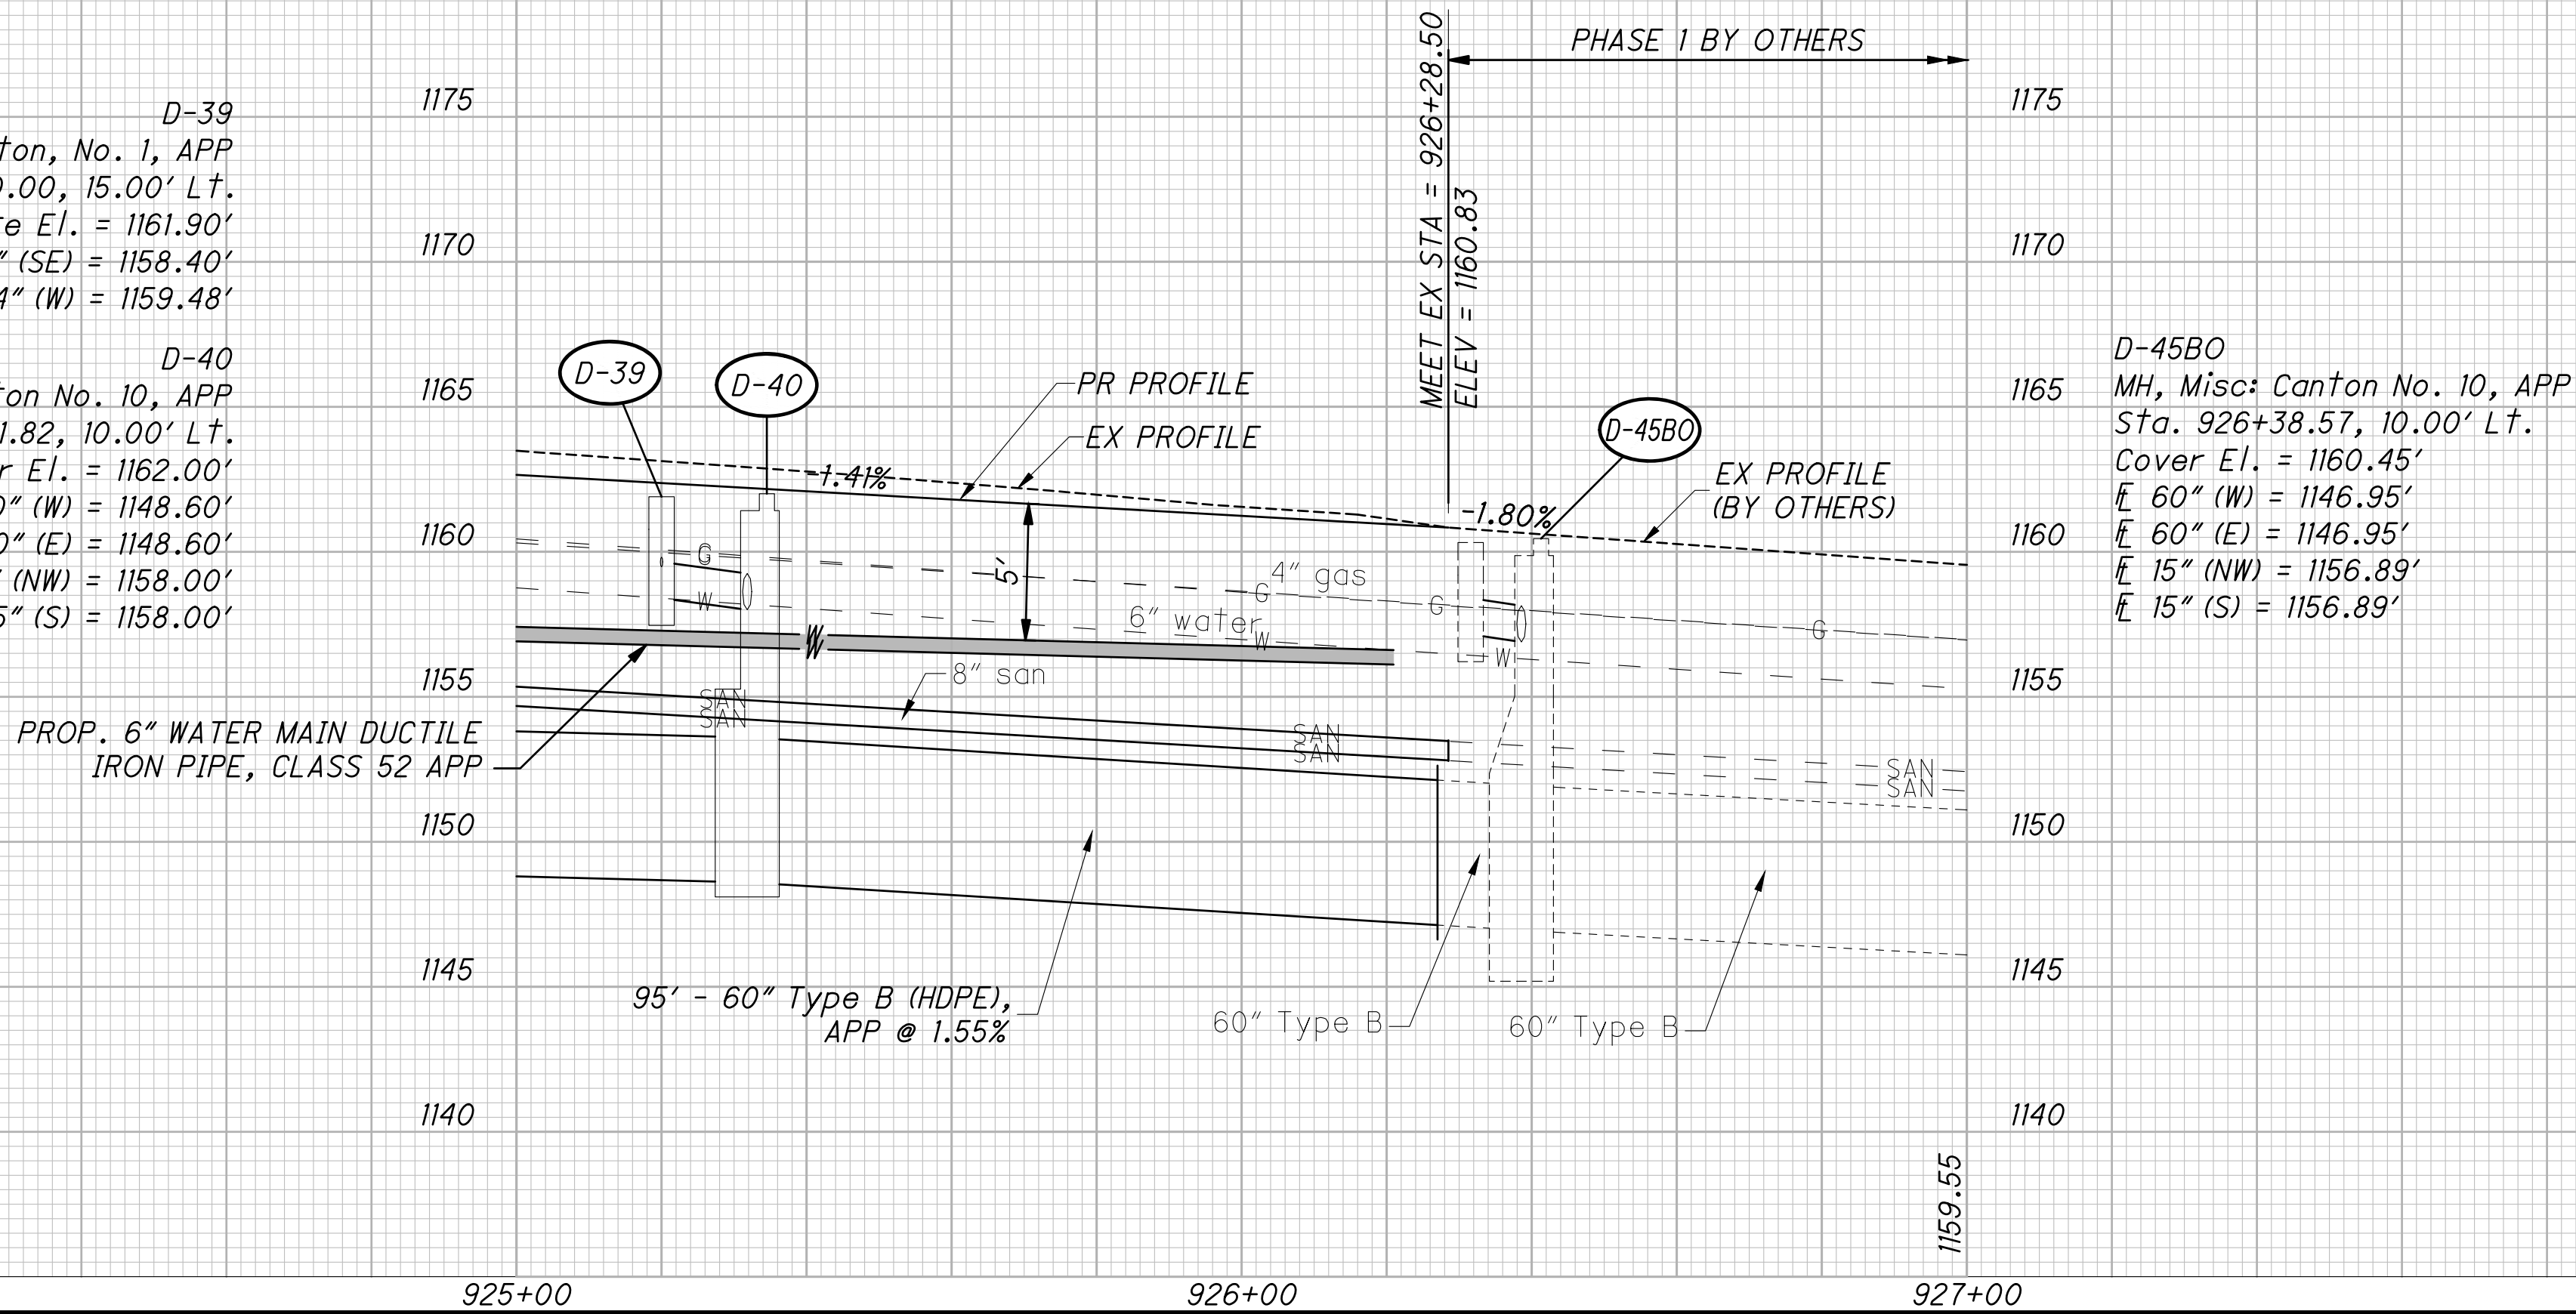 D-39
ton, No. 1, APP
0.00, 15.00' Lt.
te El. = 1161.90'
" (SE) = 1158.40'
4" (W) = 1159.48'
D-40
ton No. 10, APP
1.82, 10.00' Lt.
r El. = 1162.00'
0" (W) = 1148.60'
0" (E) = 1148.60'
" (NW) = 1158.00'
5" (S) = 1158.00'
PROP. 6" WATER MAIN DUCTILE
IRON PIPE, CLASS 52 APP
1175
1170
1165
1160
1155
1150
1145
1140
D-39
D-40
-1.41%
PR PROFILE
EX PROFILE
5'
G
W
W
SAN
SAN
8" san
6" water
W
4" gas
G
SAN
SAN
95' - 60" Type B (HDPE),
APP @ 1.55%
MEET EX STA = 926+28.50
ELEV = 1160.83
PHASE 1 BY OTHERS
-1.80%
D-45BO
EX PROFILE
(BY OTHERS)
G
W
G
SAN
SAN
60" Type B
60" Type B
1159.55
1175
1170
1165
1160
1155
1150
1145
1140
D-45BO
MH, Misc: Canton No. 10, APP
Sta. 926+38.57, 10.00' Lt.
Cover El. = 1160.45'
℄ 60" (W) = 1146.95'
℄ 60" (E) = 1146.95'
℄ 15" (NW) = 1156.89'
℄ 15" (S) = 1156.89'
925+00
926+00
927+00